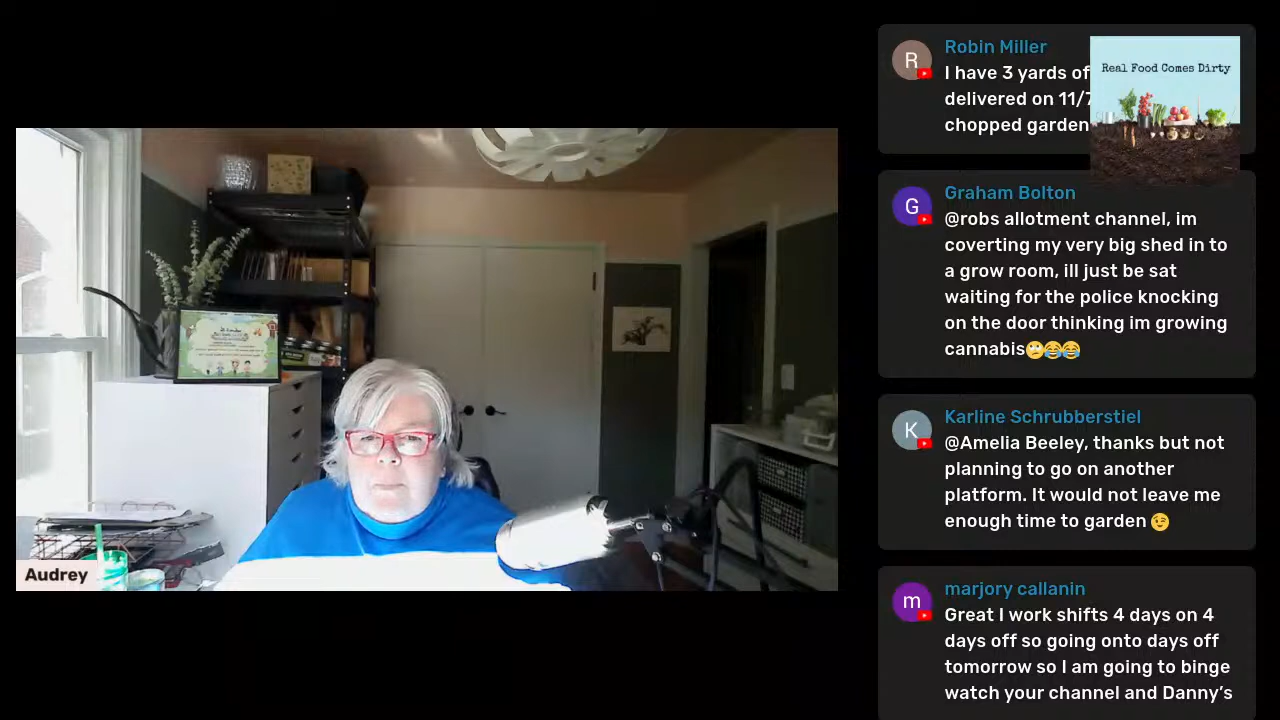 Robin Miller
I have 3 yards of
delivered on 11/7
chopped garden
Real Food Comes Dirty
G
Graham Bolton
@robs allotment channel, im
coverting my very big shed in to
a grow room, ill just be sat
waiting for the police knocking
on the door thinking im growing
cannabis🙄😂😂
K
Karline Schrubberstiel
@Amelia Beeley, thanks but not
planning to go on another
platform. It would not leave me
enough time to garden 😉
m
marjory callanin
Great I work shifts 4 days on 4
days off so going onto days off
tomorrow so I am going to binge
watch your channel and Danny's
R
Audrey